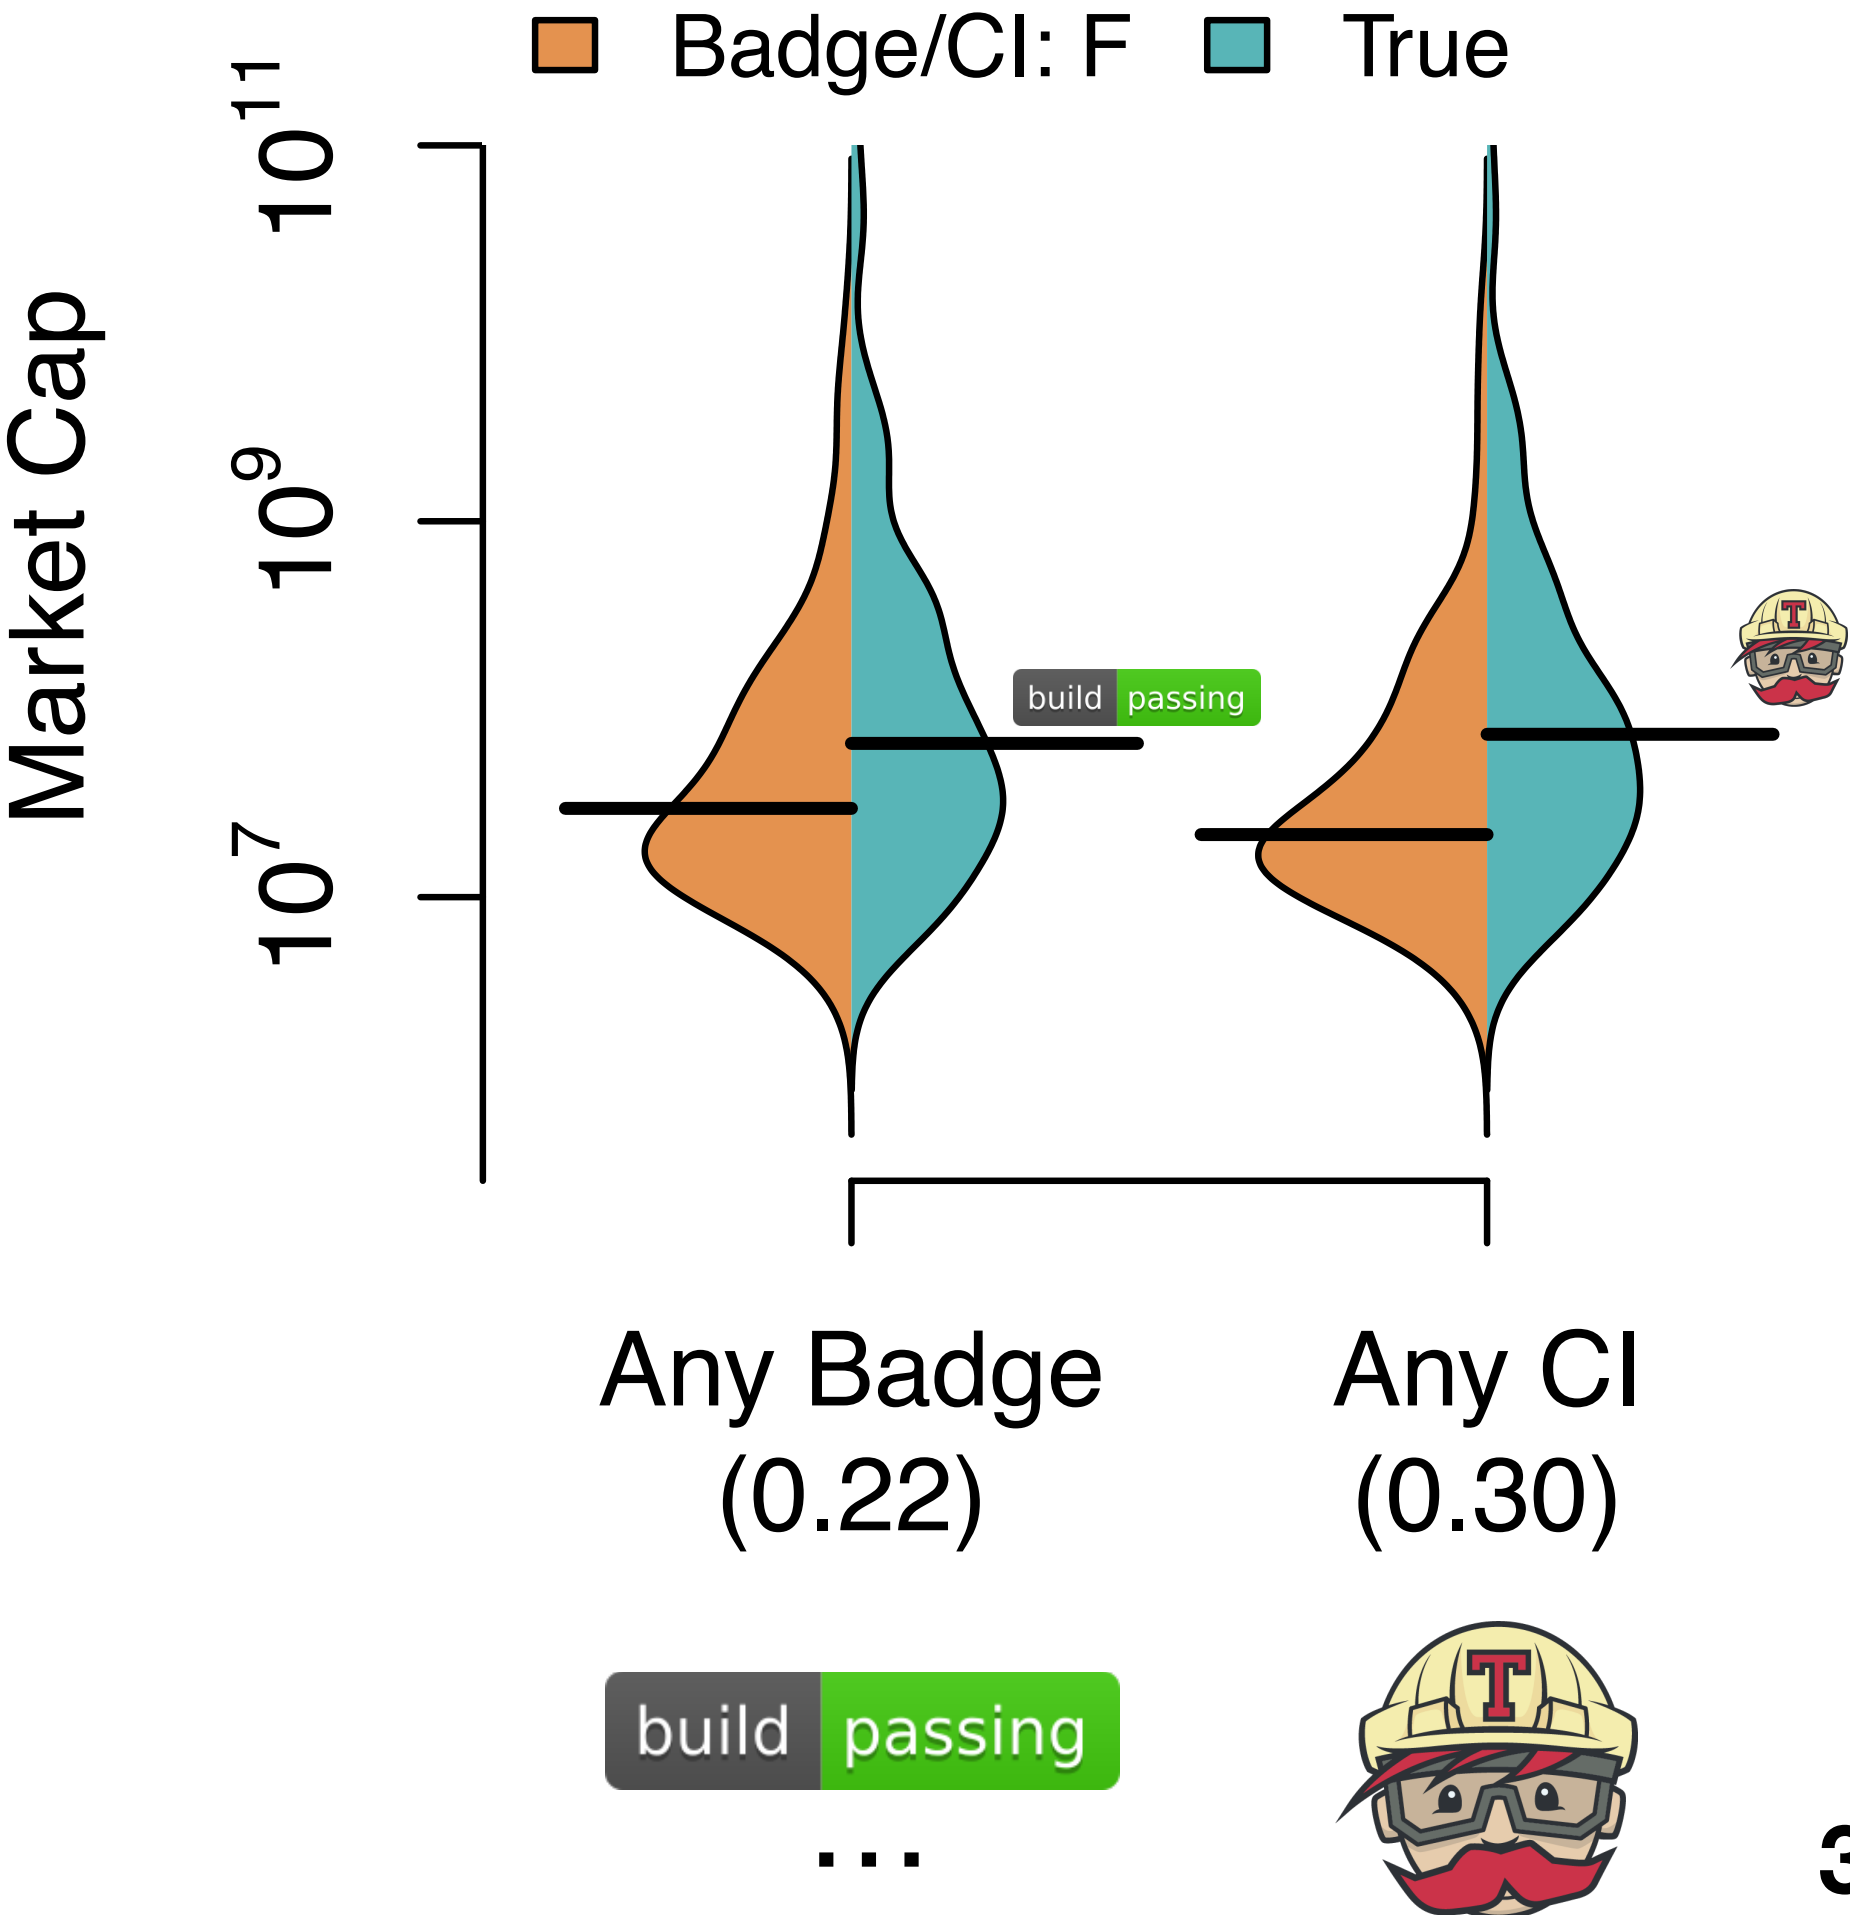 Badge/CI: F True
Market Cap
10^11
10^9
10^7
build passing
T
Any Badge Any CI
(0.22) (0.30)
build passing
T
...
3